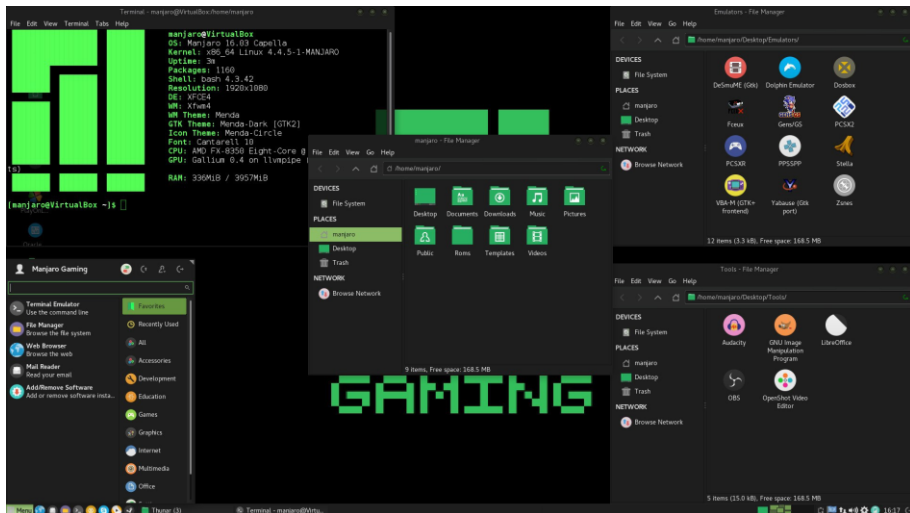 Terminal - manjaro@VirtualBox:/home/manjaro
File Edit View Terminal Tabs Help
manjaro@VirtualBox
OS: Manjaro 16.03 Capella
Kernel: x86_64 Linux 4.4.5-1-MANJARO
Uptime: 3m
Packages: 1160
Shell: bash 4.3.42
Resolution: 1920x1080
DE: XFCE4
WM: Xfwm4
WM Theme: Menda
GTK Theme: Menda-Dark [GTK2]
Icon Theme: Menda-Circle
Font: Cantarell 10
CPU: AMD FX-8350 Eight-Core @
GPU: Gallium 0.4 on llvmpipe (
ts)
RAM: 336MiB / 3957MiB
[manjaro@VirtualBox ~]$
Oracle
Manjaro Gaming
Terminal Emulator
Use the command line
File Manager
Browse the file system
Web Browser
Browse the web
Mail Reader
Read your email
Add/Remove Software
Add or remove software insta...
Favorites
Recently Used
All
Accessories
Development
Education
Games
Graphics
Internet
Multimedia
Office
manjaro - File Manager
File Edit View Go Help
/home/manjaro/
DEVICES
File System
PLACES
manjaro
Desktop
Trash
NETWORK
Browse Network
Desktop Documents Downloads Music Pictures
Public Roms Templates Videos
9 items, Free space: 168.5 MB
GAMING
Emulators - File Manager
File Edit View Go Help
/home/manjaro/Desktop/Emulators/
DEVICES
File System
PLACES
manjaro
Desktop
Trash
NETWORK
Browse Network
DeSmuME (Gtk) Dolphin Emulator Dosbox
Fceux Gens/GS PCSX2
PCSXR PPSSPP Stella
VBA-M (GTK+ frontend) Yabause (Gtk port) Zsnes
12 items (3.3 kB), Free space: 168.5 MB
Tools - File Manager
File Edit View Go Help
/home/manjaro/Desktop/Tools/
DEVICES
File System
PLACES
manjaro
Desktop
Trash
NETWORK
Browse Network
Audacity GNU Image Manipulation Program LibreOffice
OBS OpenShot Video Editor
5 items (15.0 kB), Free space: 168.5 MB
Menu
Thunar (3)
Terminal - manjaro@Virtu...
16:17